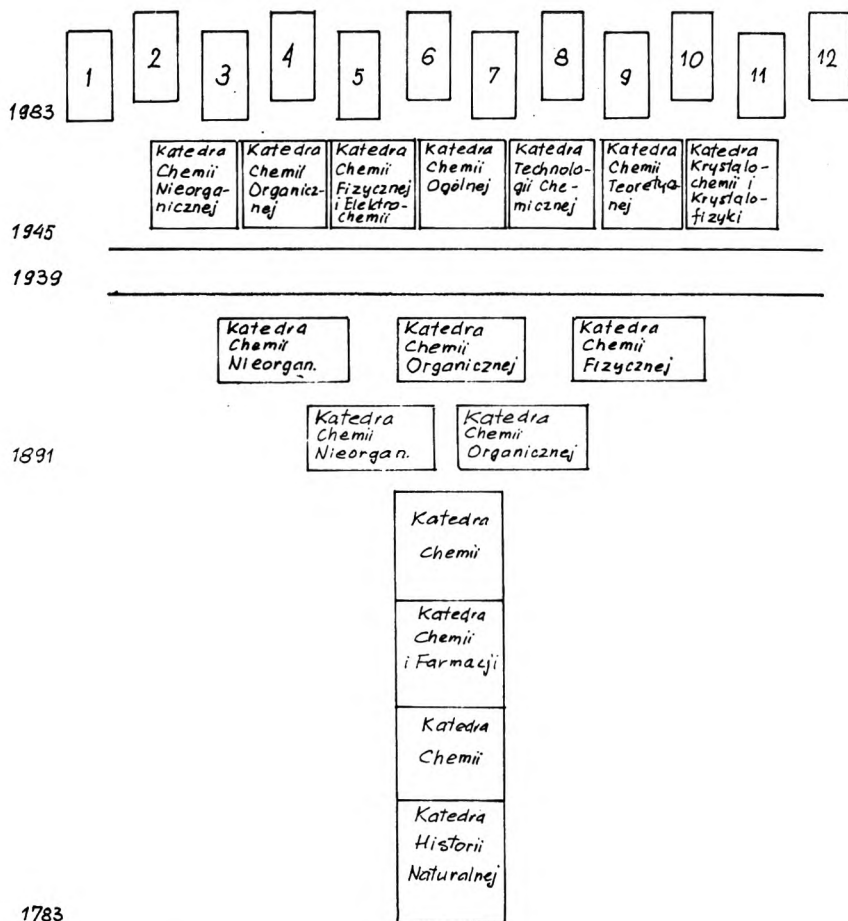 1 2 3 4 5 6 7 8 9 10 11 12
1983
Katedra
Chemii
Nieorga-
nicznej
Katedra
Chemii
Organicz-
nej
Katedra
Chemii
Fizycznej
i Elektro-
chemii
Katedra
Chemii
Ogólnej
Katedra
Technolo-
gii Che-
micznej
Katedra
Chemii
Teoretycz-
nej
Katedra
Krystalo-
chemii i
Krystalo-
fizyki
1945
1939
Katedra
Chemii
Nieorgan.
Katedra
Chemii
Organicznej
Katedra
Chemii
Fizycznej
Katedra
Chemii
Nieorgan.
Katedra
Chemii
Organicznej
1891
Katedra
Chemii
Katedra
Chemii
i Farmacji
Katedra
Chemii
Katedra
Historii
Naturalnej
1783